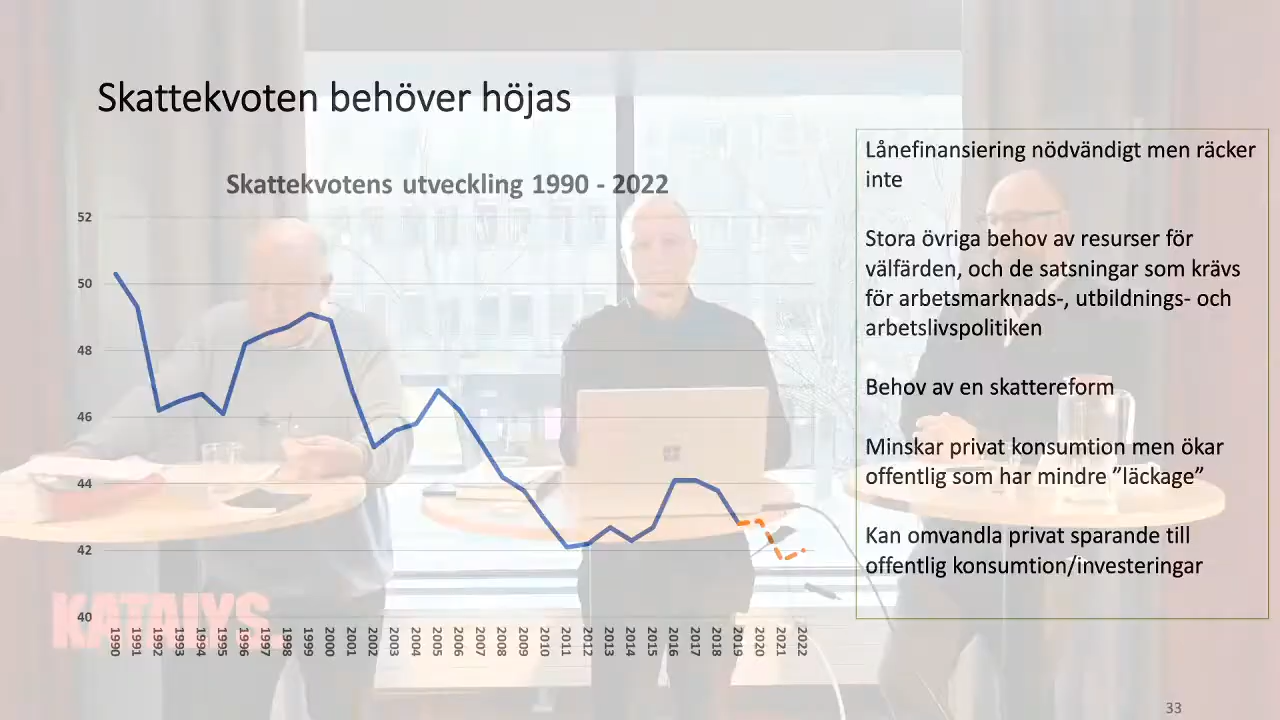 Skattekvoten behöver höjas
Skattekvotens utveckling 1990 - 2022
52
50
48
46
44
42
40
1990
1991
1992
1993
1994
1995
1996
1997
1998
1999
2000
2001
2002
2003
2004
2005
2006
2007
2008
2009
2010
2011
2012
2013
2014
2015
2016
2017
2018
2019
2020
2021
2022
Lånefinansiering nödvändigt men räcker
inte
Stora övriga behov av resurser för
välfärden, och de satsningar som krävs
för arbetsmarknads-, utbildnings- och
arbetslivspolitiken
Behov av en skattereform
Minskar privat konsumtion men ökar
offentlig som har mindre ”läckage”
Kan omvandla privat sparande till
offentlig konsumtion/investeringar
KATALYS.
33